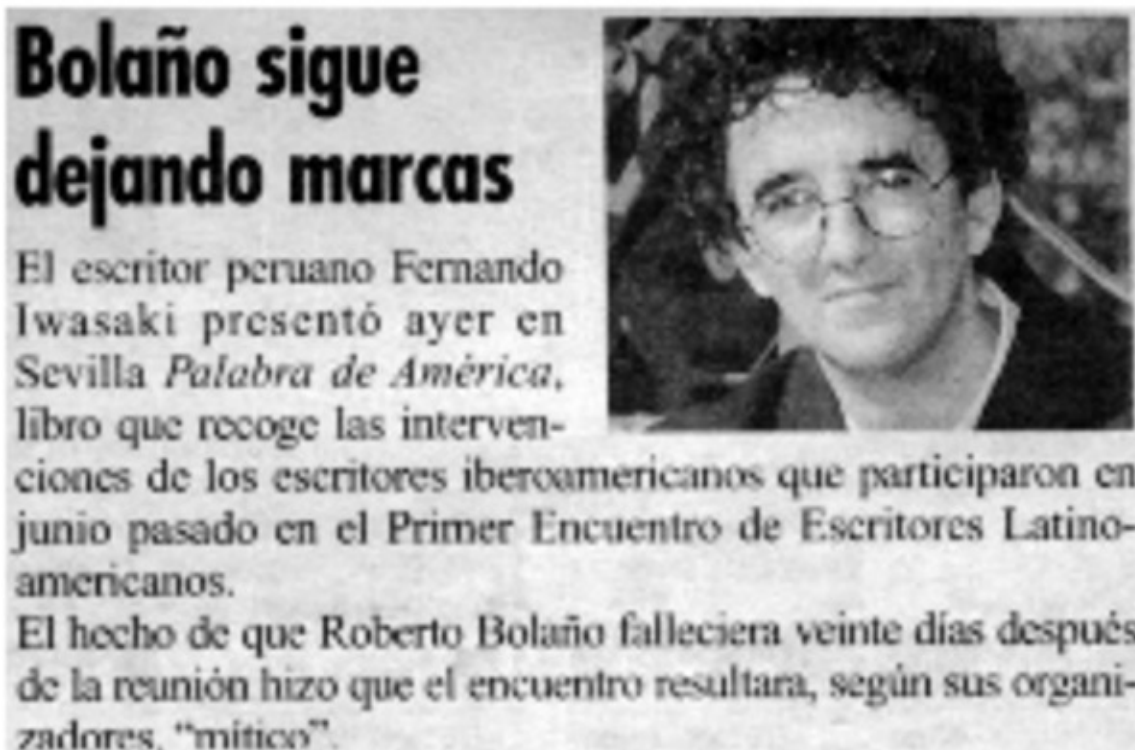 Bolaño sigue
dejando marcas
El escritor peruano Fernando
Iwasaki presentó ayer en
Sevilla Palabra de América,
libro que recoge las interven-
ciones de los escritores iberoamericanos que participaron en
junio pasado en el Primer Encuentro de Escritores Latino-
americanos.
El hecho de que Roberto Bolaño falleciera veinte días después
de la reunión hizo que el encuentro resultara, según sus organi-
zadores, “mítico”.